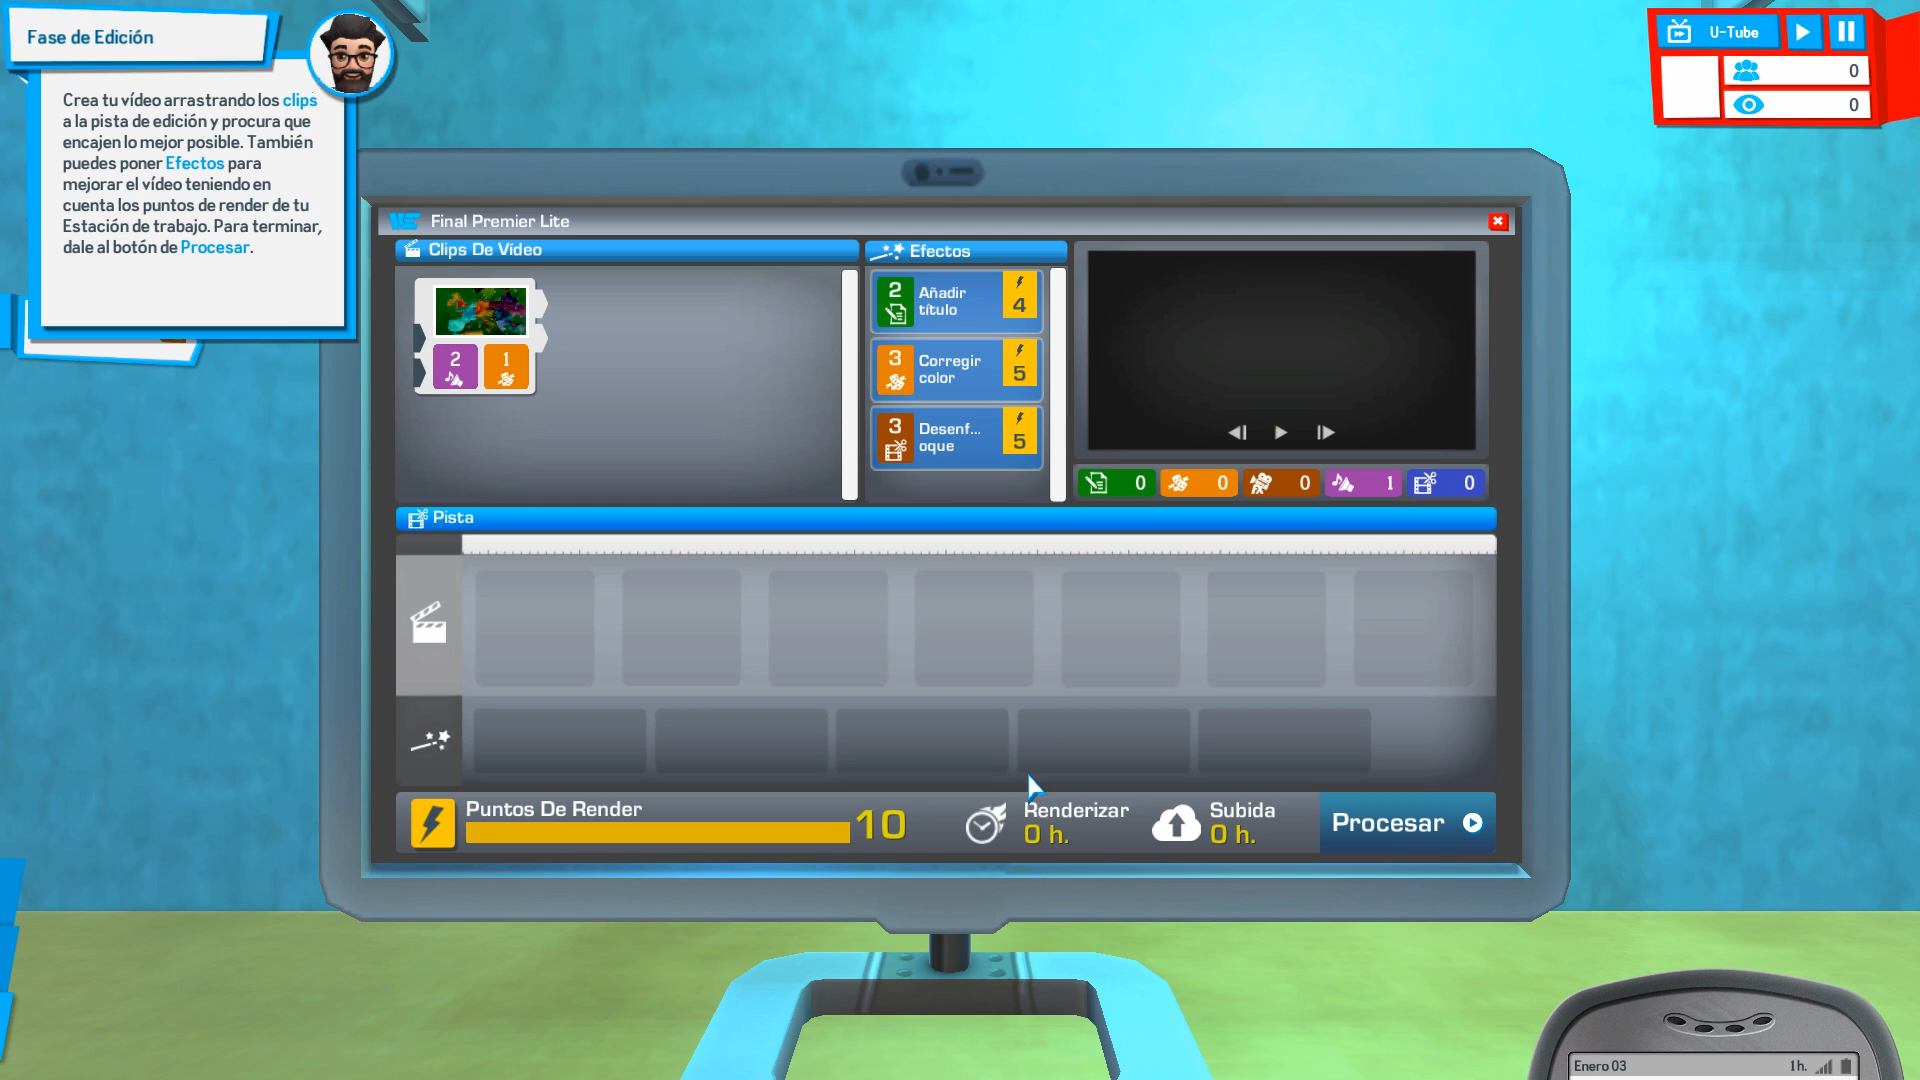 Fase de Edición
Crea tu vídeo arrastrando los clips
a la pista de edición y procura que
encajen lo mejor posible. También
puedes poner Efectos para
mejorar el vídeo teniendo en
cuenta los puntos de render de tu
Estación de trabajo. Para terminar,
dale al botón de Procesar.
U-Tube
0
0
Final Premier Lite
Clips De Vídeo
2 1
Efectos
2 Añadir título 4
3 Corregir color 5
3 Desenf... oque 5
0 0 0 1 0
Pista
Puntos De Render
10
Renderizar
0 h.
Subida
0 h.
Procesar
Enero 03 1h.